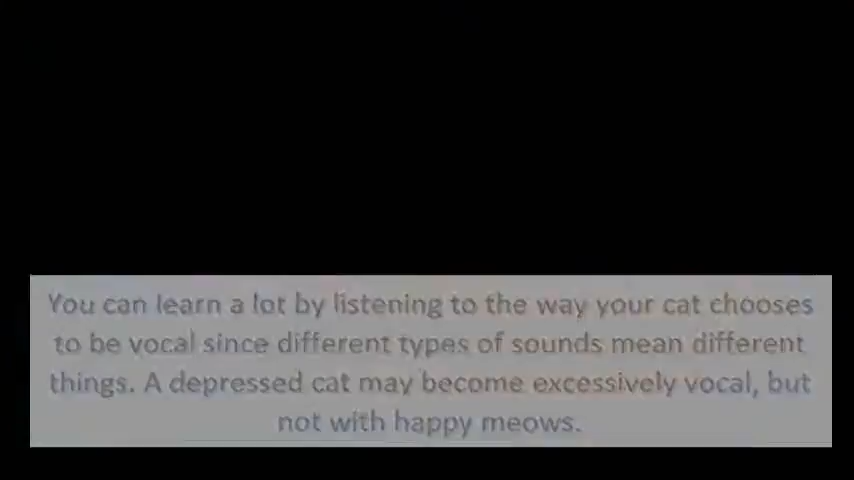 You can learn a lot by listening to the way your cat chooses
to be vocal since different types of sounds mean different
things. A depressed cat may become excessively vocal, but
not with happy meows.